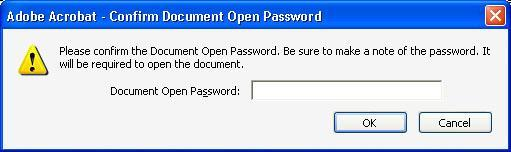 Adobe Acrobat - Confirm Document Open Password
Please confirm the Document Open Password. Be sure to make a note of the password. It
will be required to open the document.
Document Open Password:
OK Cancel